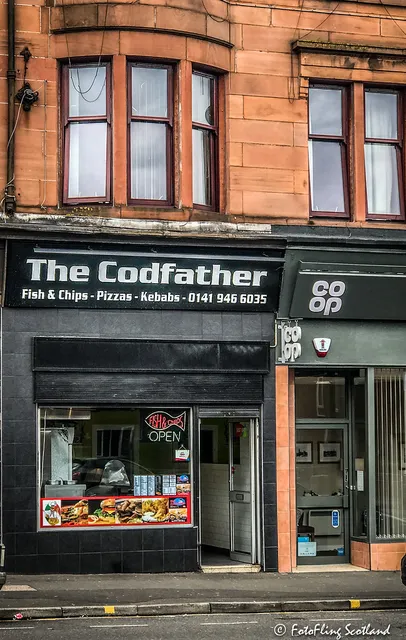 The Codfather
Fish & Chips - Pizzas - Kebabs - 0141 946 6035
co
op
co
op
FISH & CHIPS
OPEN
© FotoFling Scotland